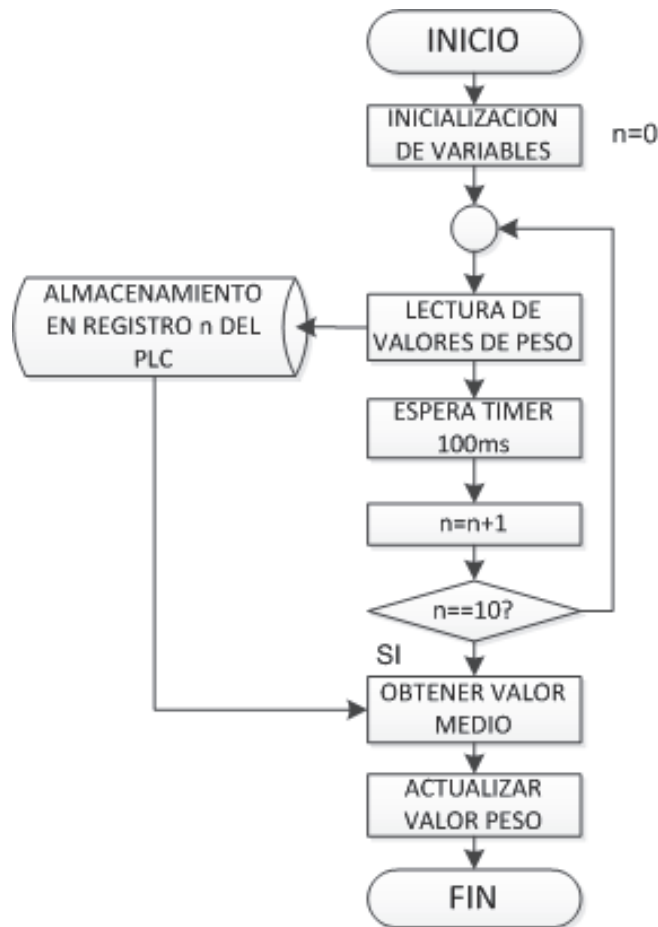 INICIO
INICIALIZACION
DE VARIABLES
n=0
ALMACENAMIENTO
EN REGISTRO n DEL
PLC
LECTURA DE
VALORES DE PESO
ESPERA TIMER
100ms
n=n+1
n==10?
SI
OBTENER VALOR
MEDIO
ACTUALIZAR
VALOR PESO
FIN